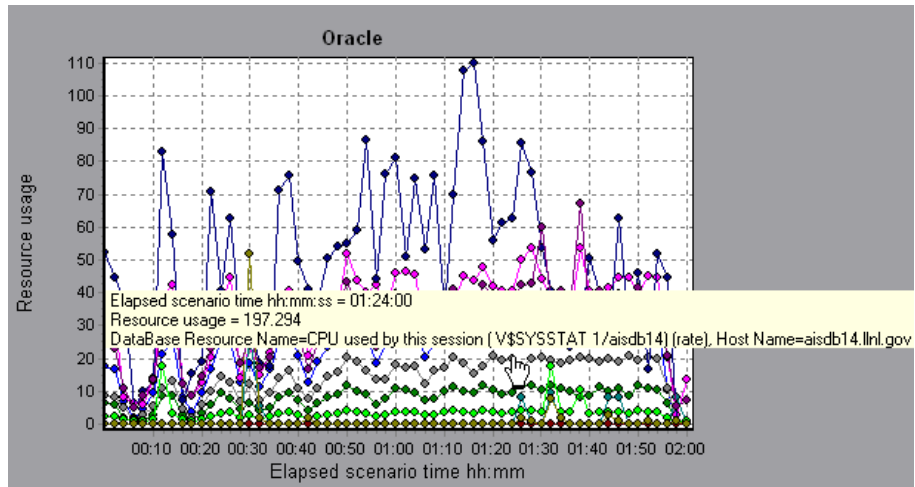 Oracle
110
100
90
80
70
60
50
40
30
20
10
0
Resource usage
Elapsed scenario time hh:mm:ss = 01:24:00
Resource usage = 197.294
DataBase Resource Name=CPU used by this session (V$SYSSTAT 1/aisdb14) (rate), Host Name=aisdb14.llnl.gov
00:10 00:20 00:30 00:40 00:50 01:00 01:10 01:20 01:30 01:40 01:50 02:00
Elapsed scenario time hh:mm